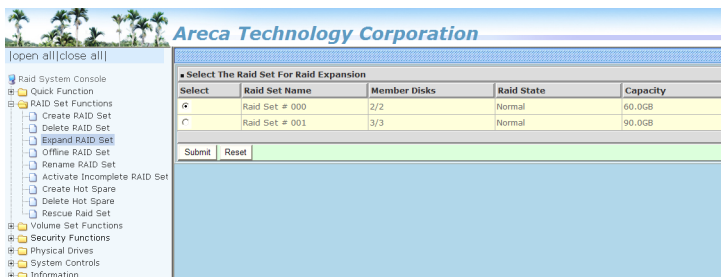 Areca Technology Corporation
|open all|close all|
Raid System Console
Quick Function
RAID Set Functions
Create RAID Set
Delete RAID Set
Expand RAID Set
Offline RAID Set
Rename RAID Set
Activate Incomplete RAID Set
Create Hot Spare
Delete Hot Spare
Rescue Raid Set
Volume Set Functions
Security Functions
Physical Drives
System Controls
Information
Select The Raid Set For Raid Expansion
Select Raid Set Name Member Disks Raid State Capacity
Raid Set # 000 2/2 Normal 60.0GB
Raid Set # 001 3/3 Normal 90.0GB
Submit Reset